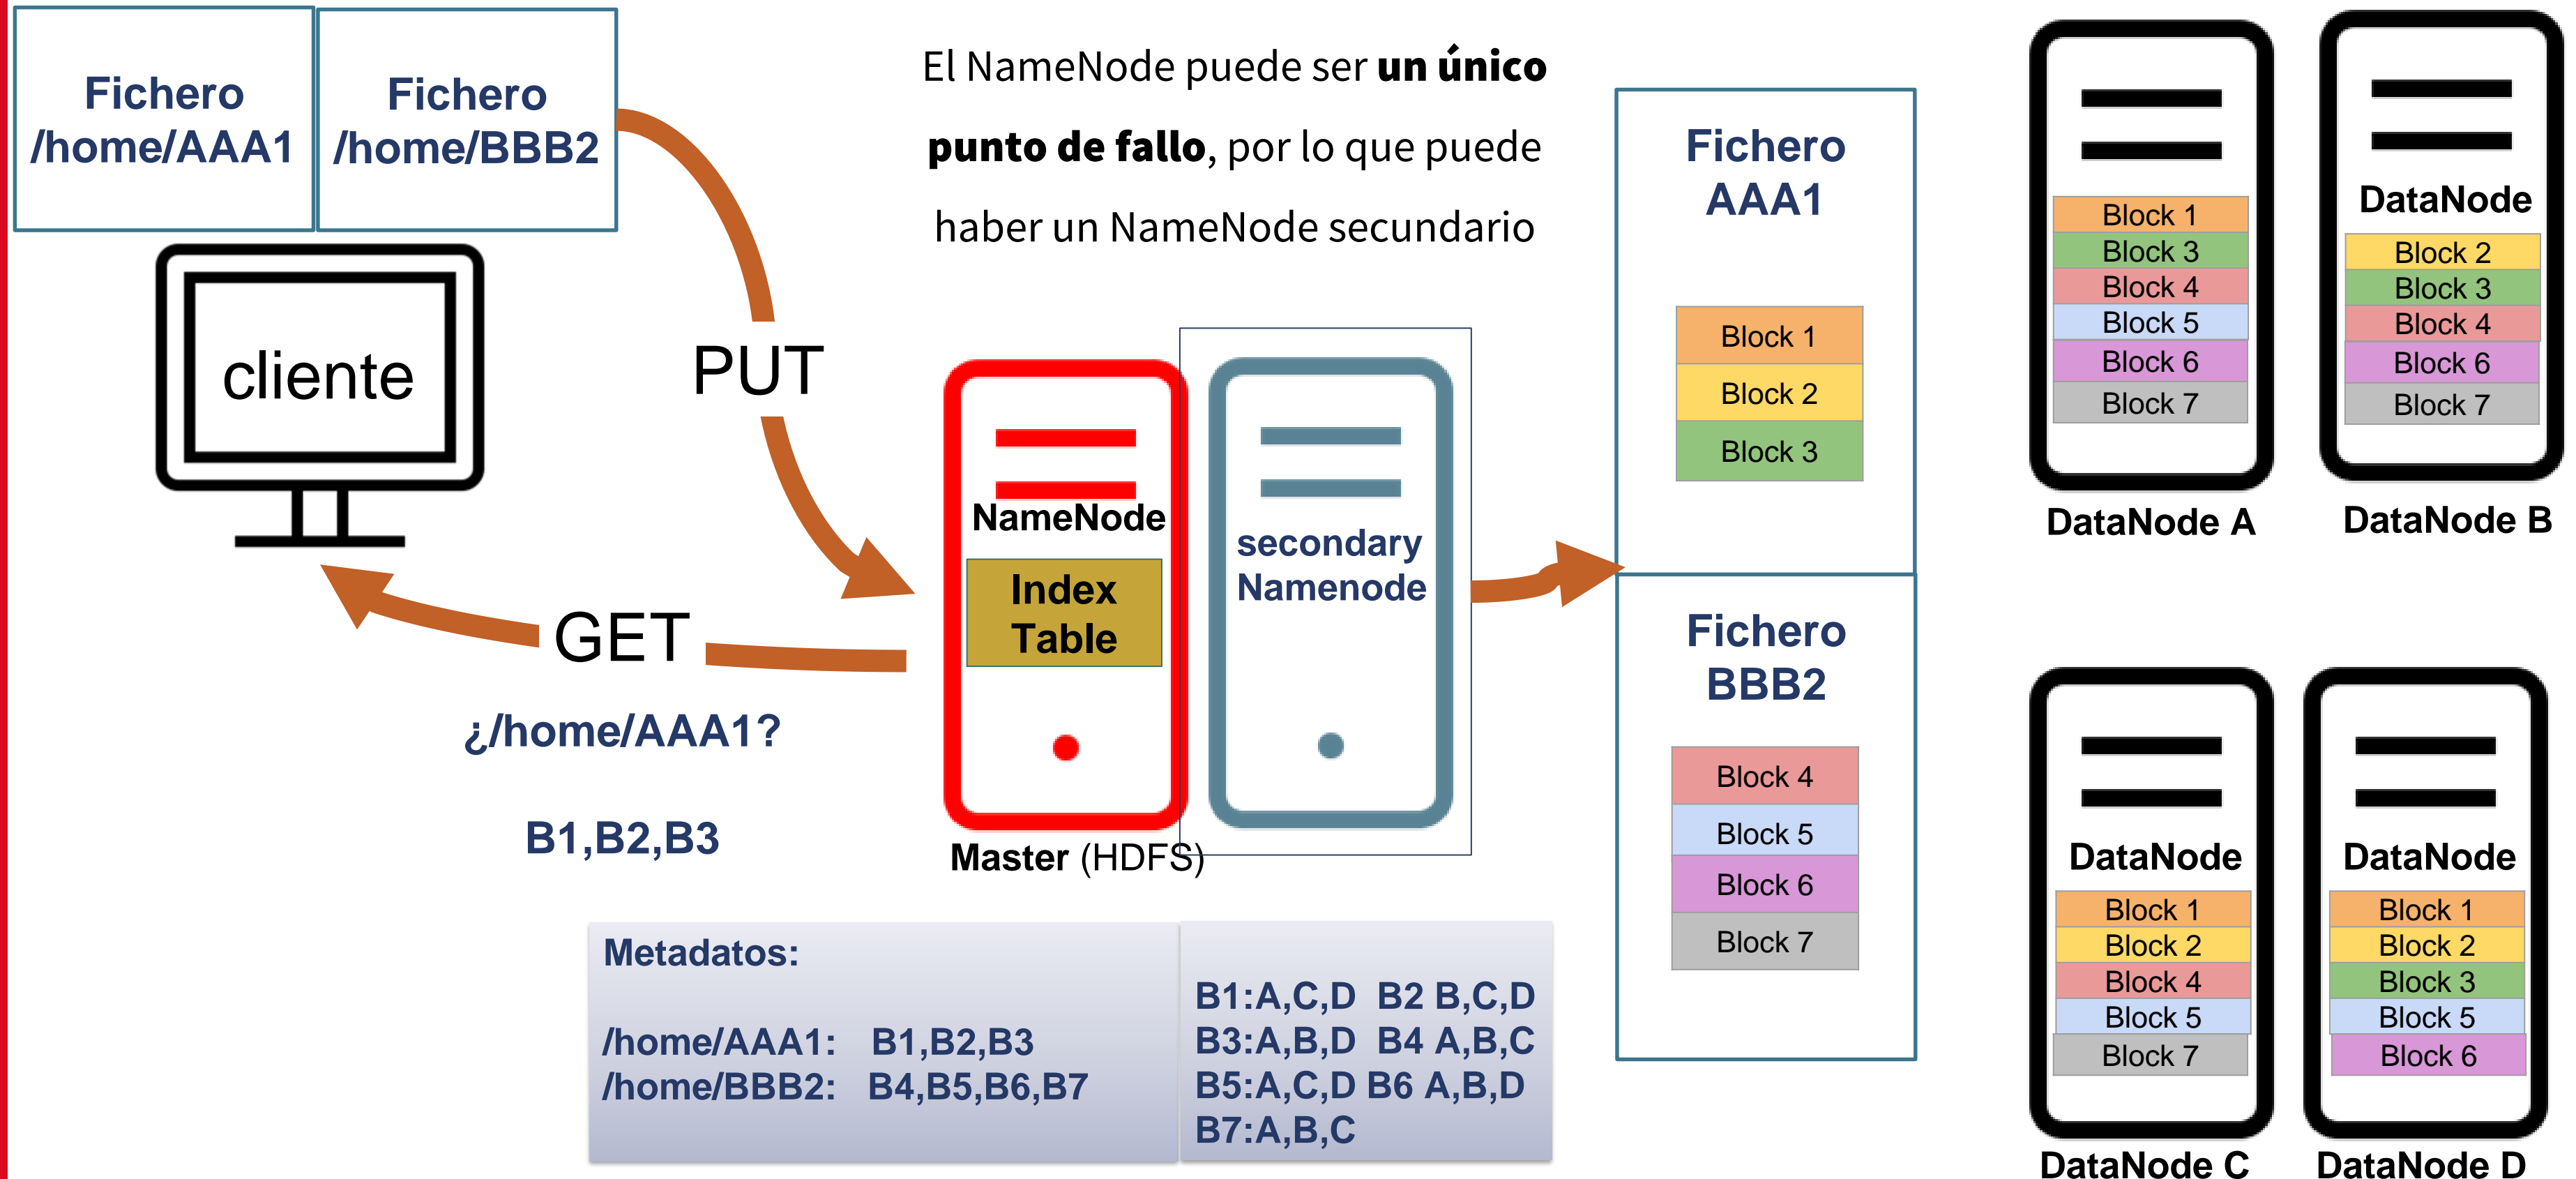 Fichero
/home/AAA1
Fichero
/home/BBB2
cliente
PUT
GET
¿/home/AAA1?
B1,B2,B3
El NameNode puede ser un único
punto de fallo, por lo que puede
haber un NameNode secundario
NameNode
Index
Table
Master (HDFS)
secondary
Namenode
Metadatos:
/home/AAA1: B1,B2,B3
/home/BBB2: B4,B5,B6,B7
B1:A,C,D B2 B,C,D
B3:A,B,D B4 A,B,C
B5:A,C,D B6 A,B,D
B7:A,B,C
Fichero
AAA1
Block 1
Block 2
Block 3
Fichero
BBB2
Block 4
Block 5
Block 6
Block 7
Block 1
Block 3
Block 4
Block 5
Block 6
Block 7
DataNode A
DataNode
Block 2
Block 3
Block 4
Block 6
Block 7
DataNode B
DataNode
Block 1
Block 2
Block 4
Block 5
Block 7
DataNode C
DataNode
Block 1
Block 2
Block 3
Block 5
Block 6
DataNode D